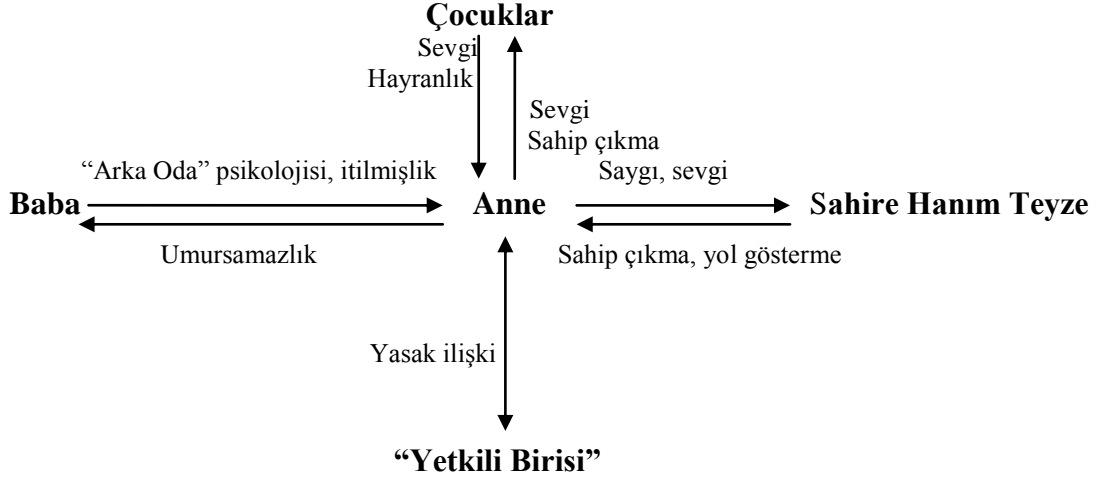 Çocuklar
Sevgi
Hayranlık
Sevgi
Sahip çıkma
“Arka Oda” psikolojisi, itilmişlik
Saygı, sevgi
Baba
Anne
Sahire Hanım Teyze
Umursamazlık
Sahip çıkma, yol gösterme
Yasak ilişki
“Yetkili Birisi”